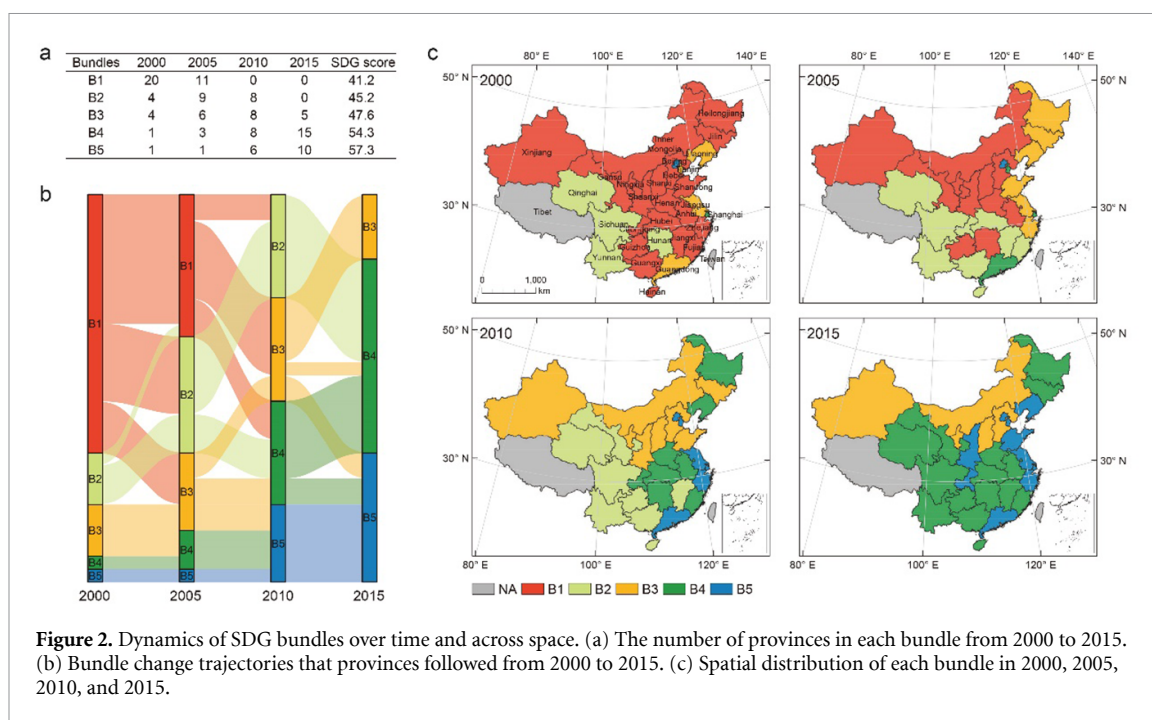 a
Bundles 2000 2005 2010 2015 SDG score
B1 20 11 0 0 41.2
B2 4 9 8 0 45.2
B3 4 6 8 5 47.6
B4 1 3 8 15 54.3
B5 1 1 6 10 57.3
b
B1 B1 B2 B3
B2 B2 B3 B4
B3 B3 B4 B5
B4 B4 B5
B5 B5
2000 2005 2010 2015
c
80° E 100° E 120° E 140° E 80° E 100° E 120° E 140° E
50° N 2000 2005 50° N
Heilongjiang
Jilin
Inner
Mongolia
Liaoning
Xinjiang
Beijing
Tianjin
Hebei
Gansu
Ningxia
Shanxi
Shandong
Qinghai
Shaanxi
Henan
Jiangsu
30° N 30° N
Tibet
Anhui
Shanghai
Sichuan
Hubei
Zhejiang
Chongqing
Hunan
Jiangxi
Guizhou
Fujian
Yunnan
Guangxi
Guangdong
Taiwan
Hainan
0 1,000
km
50° N 2010 2015 50° N
30° N 30° N
80° E 100° E 120° E 80° E 100° E 120° E
NA B1 B2 B3 B4 B5
Figure 2. Dynamics of SDG bundles over time and across space. (a) The number of provinces in each bundle from 2000 to 2015.
(b) Bundle change trajectories that provinces followed from 2000 to 2015. (c) Spatial distribution of each bundle in 2000, 2005,
2010, and 2015.